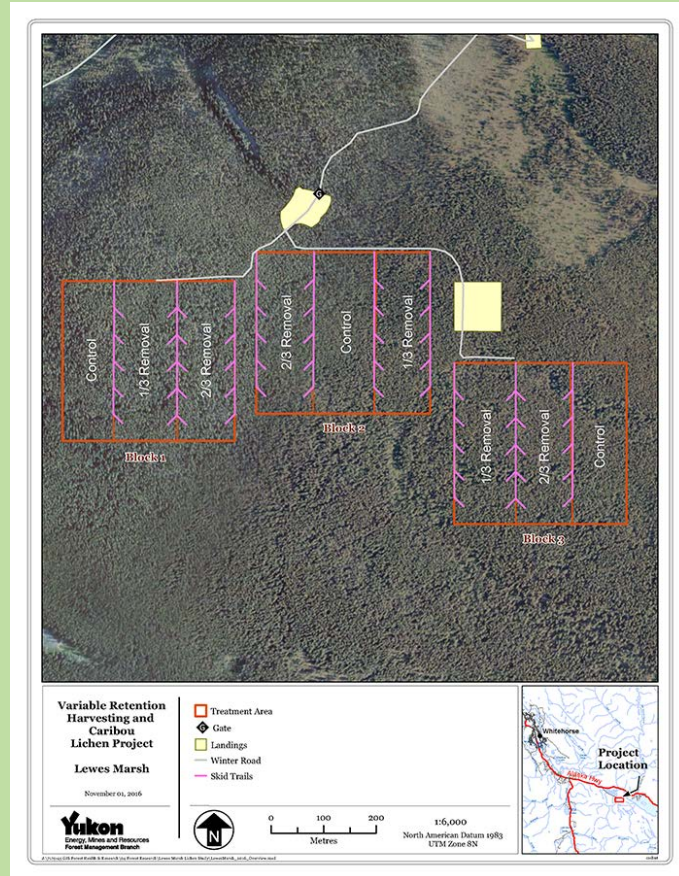 G
Control
1/3 Removal
2/3 Removal
Block 1
2/3 Removal
Control
1/3 Removal
Block 2
1/3 Removal
2/3 Removal
Control
Block 3
Variable Retention
Harvesting and
Caribou
Lichen Project
Lewes Marsh
November 01, 2016
Yukon
Energy, Mines and Resources
Forest Management Branch
Treatment Area
G Gate
Landings
Winter Road
Skid Trails
N
0 100 200
Metres
1:6,000
North American Datum 1983
UTM Zone 8N
Whitehorse
Project
Location
Alaska Hwy